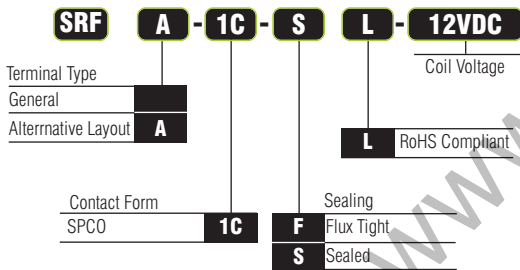 SRF A - 1C - S L - 12VDC
Coil Voltage
Terminal Type
General
Alterrnative Layout A
L RoHS Compliant
Contact Form
SPCO 1C
Sealing
F Flux Tight
S Sealed
WWW